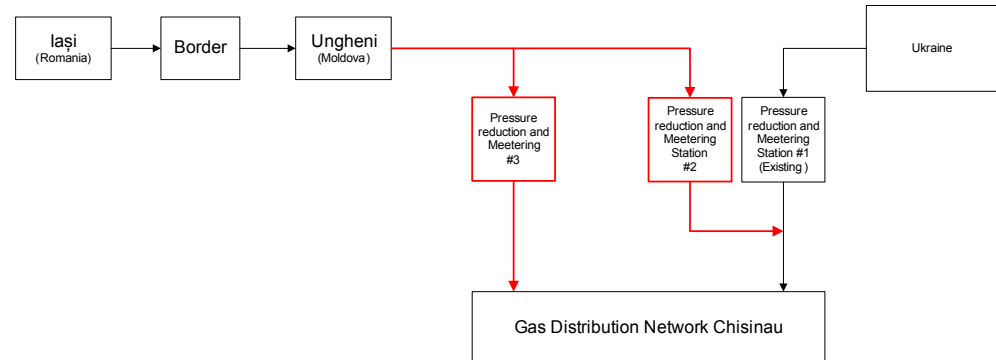 Iași
(Romania)
Border
Ungheni
(Moldova)
Ukraine
Pressure
reduction and
Meetering
#3
Pressure
reduction and
Meetering
Station
#2
Pressure
reduction and
Meetering
Station #1
(Existing )
Gas Distribution Network Chisinau